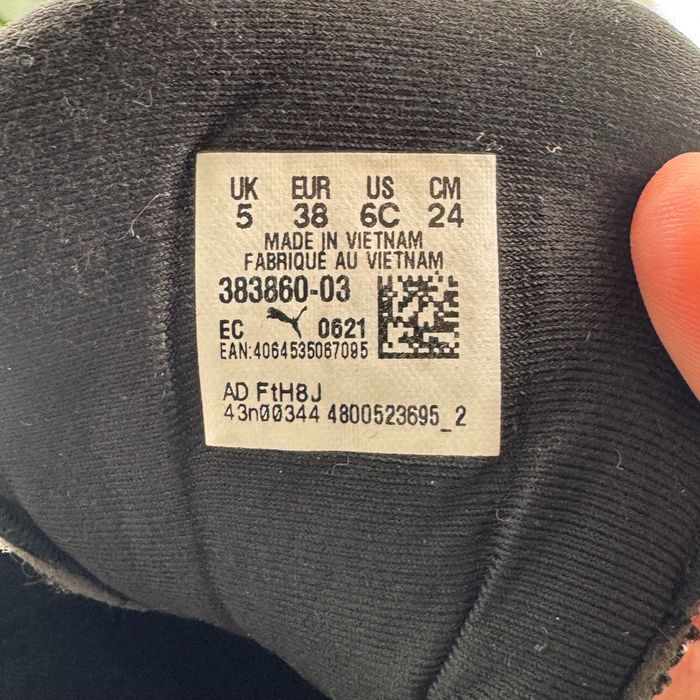 UK EUR US CM
5 38 6C 24
MADE IN VIETNAM
FABRIQUÉ AU VIETNAM
383860-03
EC 0621
EAN:4064535067095
AD FtH8J
43n00344 4800523695_2